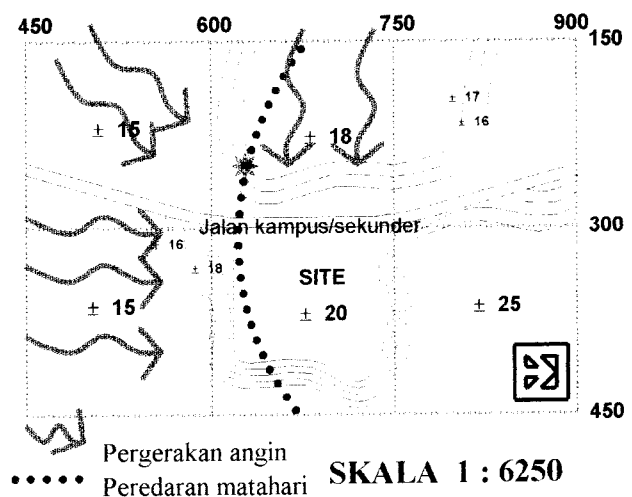 450 600 750 900
150
± 17
± 16
± 15
± 18
Jalan kampus/sekunder
300
16
± 18
SITE
± 15
± 20
± 25
450
Pergerakan angin
Peredaran matahari
SKALA 1 : 6250